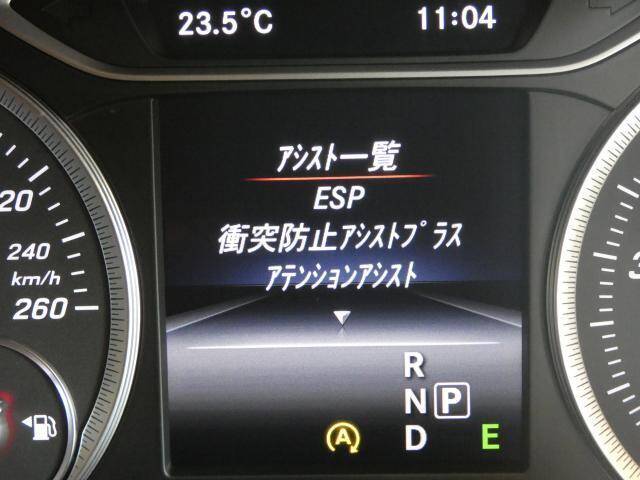 23.5°C 11:04
ｱｼｽﾄ一覧
ESP
衝突防止ｱｼｽﾄﾌﾟﾗｽ
ｱﾃﾝｼｮﾝｱｼｽﾄ
20
240
km/h
260
R
N P
A D E